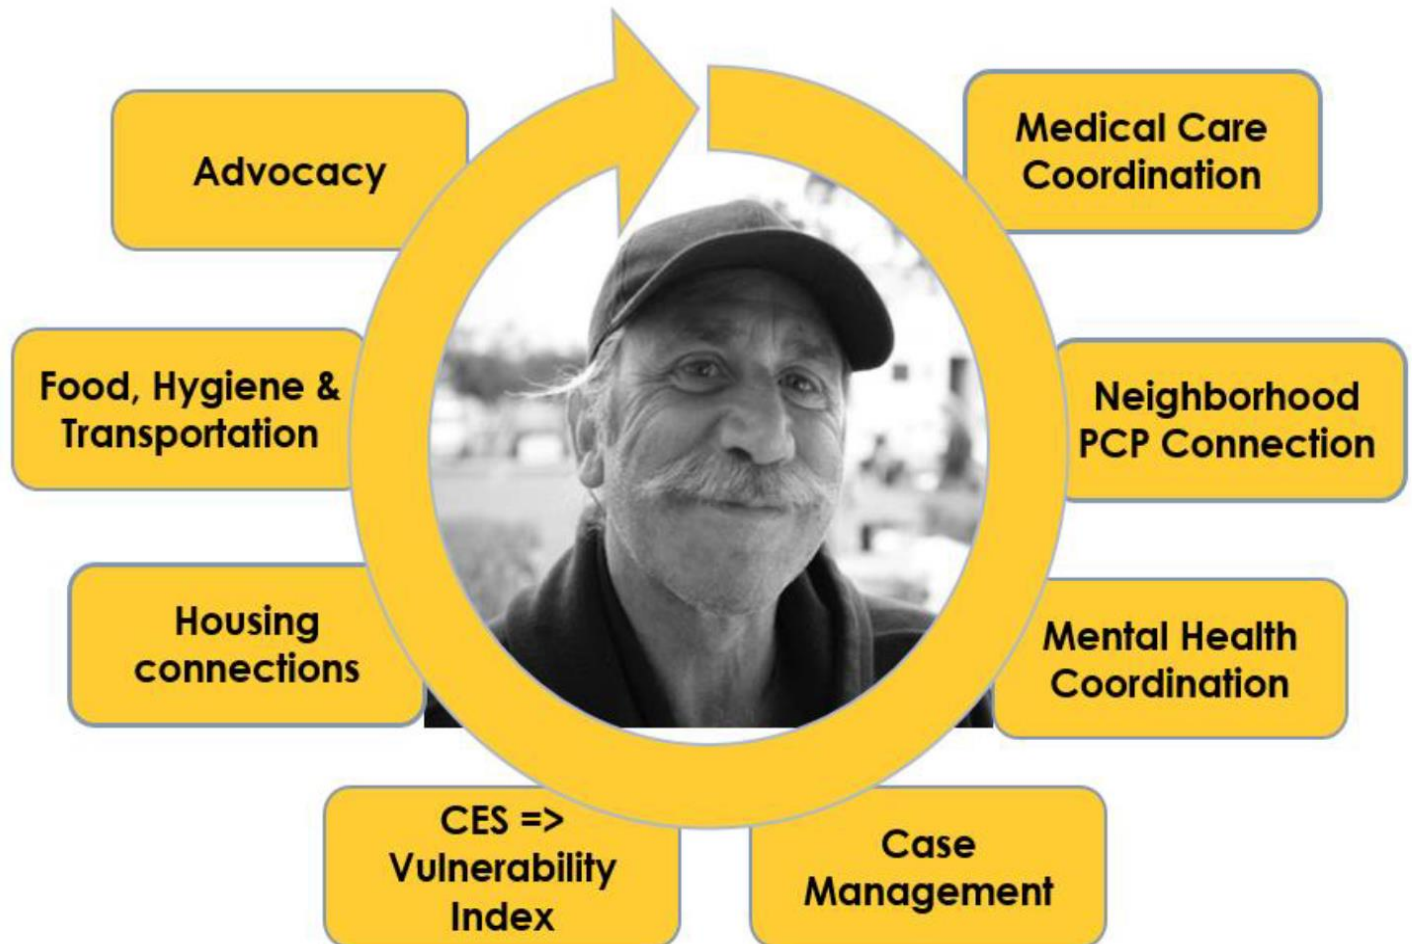 Advocacy
Medical Care
Coordination
Food, Hygiene &
Transportation
Neighborhood
PCP Connection
Housing
connections
Mental Health
Coordination
CES =>
Vulnerability
Index
Case
Management